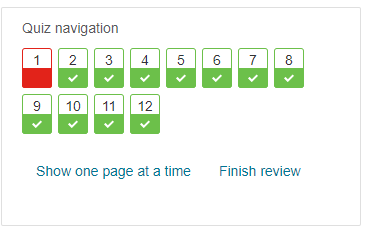 Quiz navigation
1 2 3 4 5 6 7 8
9 10 11 12
Show one page at a time Finish review